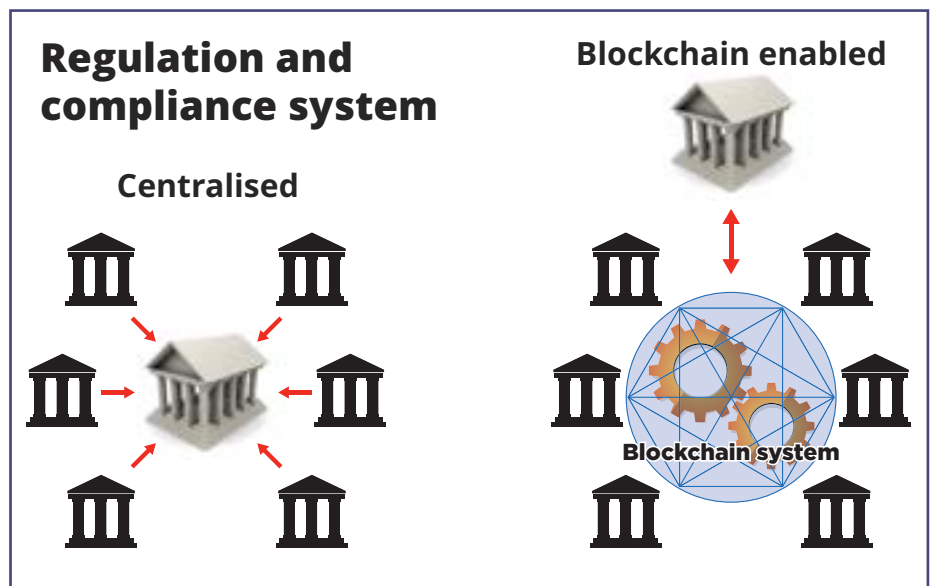 Regulation and
compliance system
Centralised
Blockchain enabled
Blockchain system